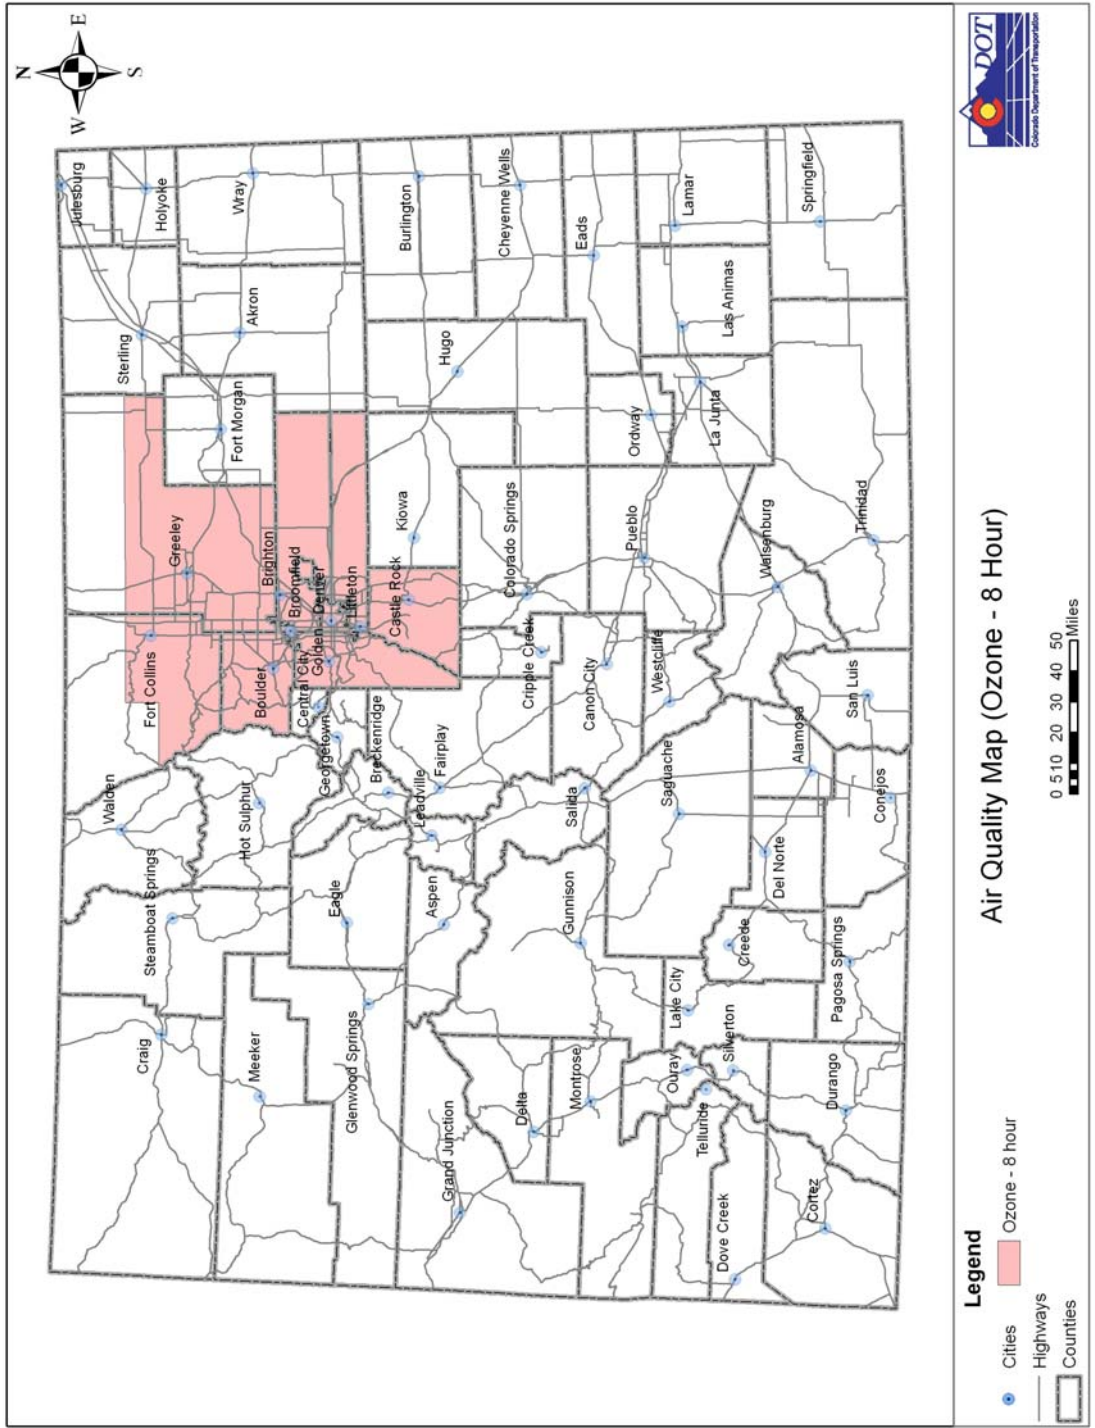 N
E
W
S
Julesburg
Holyoke
Wray
Burlington
Cheyenne Wells
Eads
Lamar
Springfield
Sterling
Akron
Hugo
Las Animas
Fort Morgan
Ordway
La Junta
Greeley
Kiowa
Colorado Springs
Pueblo
Walsenburg
Trinidad
Brighton
Broomfield
Denver
Littleton
Castle Rock
Fort Collins
Boulder
Central City
Golden
Cripple Creek
Canon City
Westcliffe
San Luis
Georgetown
Breckenridge
Fairplay
Leadville
Salida
Saguache
Alamosa
Conejos
Walden
Hot Sulphur
Steamboat Springs
Eagle
Aspen
Gunnison
Del Norte
Creede
Lake City
Pagosa Springs
Craig
Meeker
Glenwood Springs
Grand Junction
Delta
Montrose
Ouray
Silverton
Telluride
Durango
Dove Creek
Cortez
Legend
Cities
Highways
Counties
Ozone - 8 hour
Air Quality Map (Ozone - 8 Hour)
0 5 10 20 30 40 50
Miles
DOT
Colorado Department of Transportation